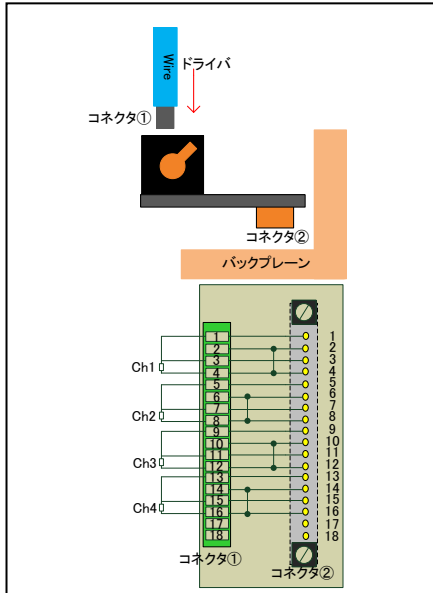 Wire
ドライバ
コネクタ①
コネクタ②
バックプレーン
1 1
2 2
3 3
4 4
Ch1
5 5
6 6
7 7
Ch2
8 8
9 9
10 10
11 11
Ch3
12 12
13 13
14 14
15 15
Ch4
16 16
17 17
18 18
コネクタ① コネクタ②